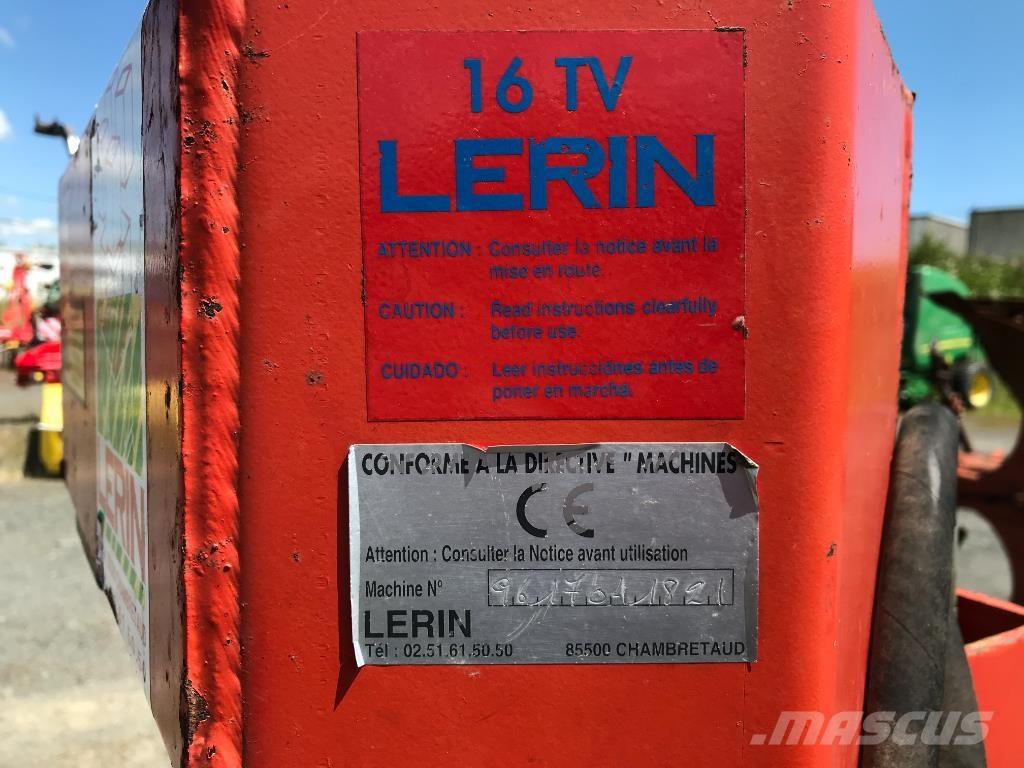 16 TV
LERIN
ATTENTION : Consulter la notice avant la
mise en route.
CAUTION : Read instructions clearfully
before use.
CUIDADO : Leer instrucciónes antes de
poner en marcha.
CONFORME A LA DIRECTIVE "MACHINES
CE
Attention : Consulter la Notice avant utilisation
Machine N°
LERIN
Tél : 02.51.61.50.50 85500 CHAMBRETAUD
LERIN
MASCUS